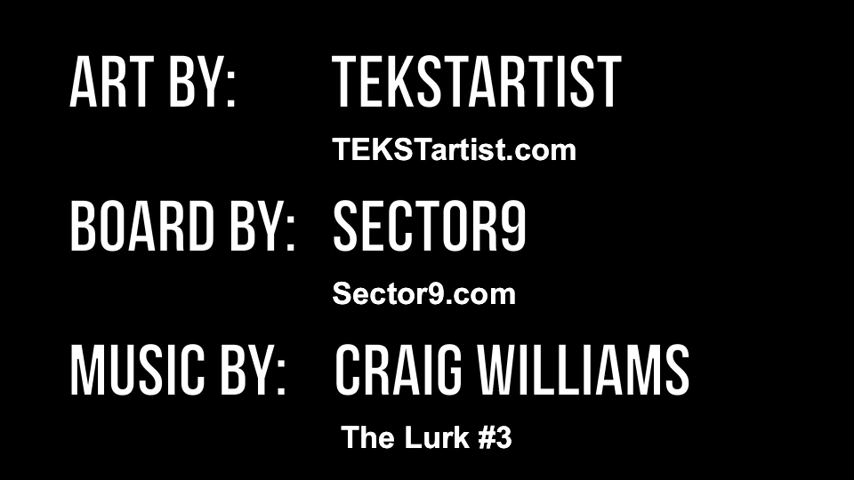 ART BY: TEKSTARTIST
TEKSTartist.com
BOARD BY: SECTOR9
Sector9.com
MUSIC BY: CRAIG WILLIAMS
The Lurk #3